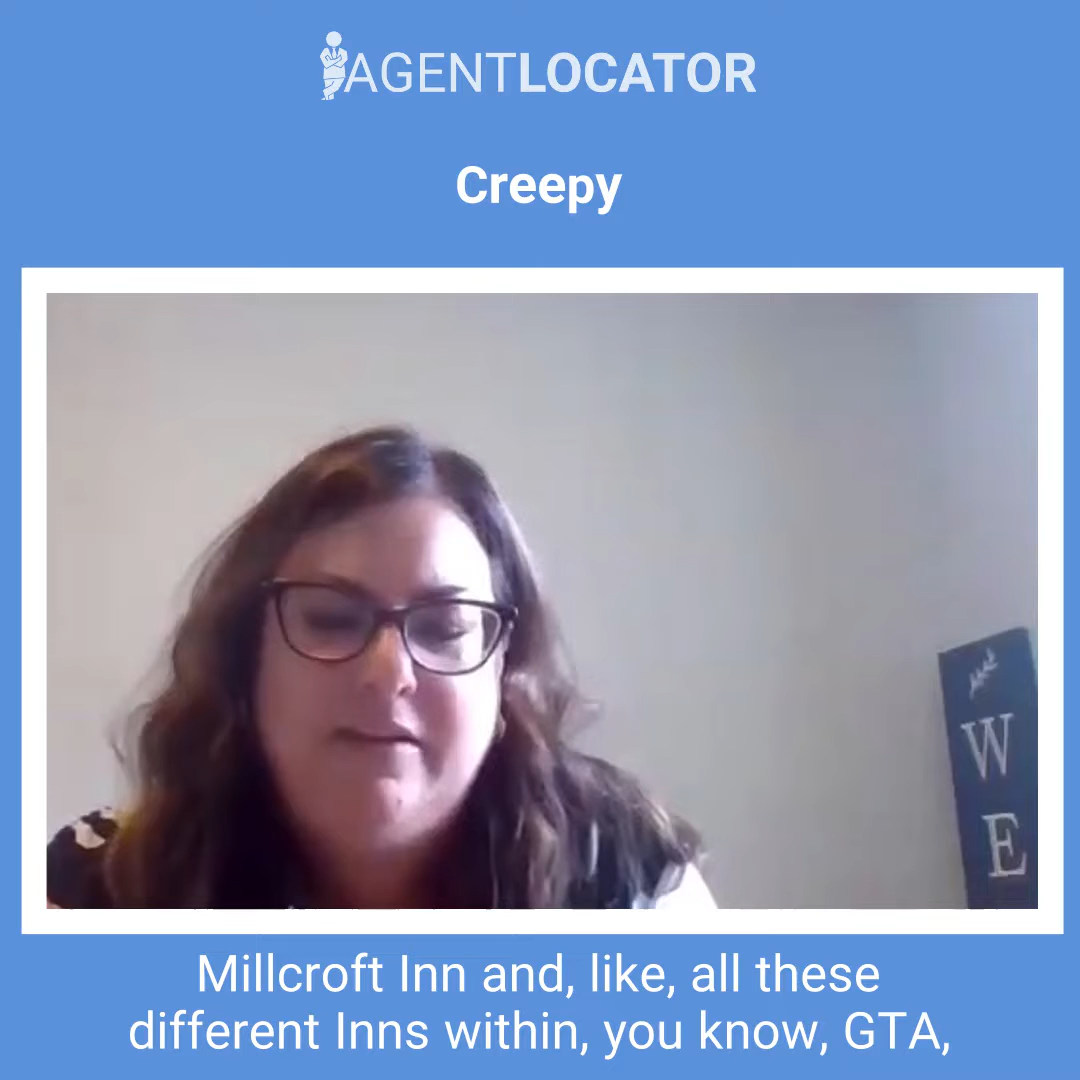 AGENTLOCATOR
Creepy
W
E
Millcroft Inn and, like, all these
different Inns within, you know, GTA,